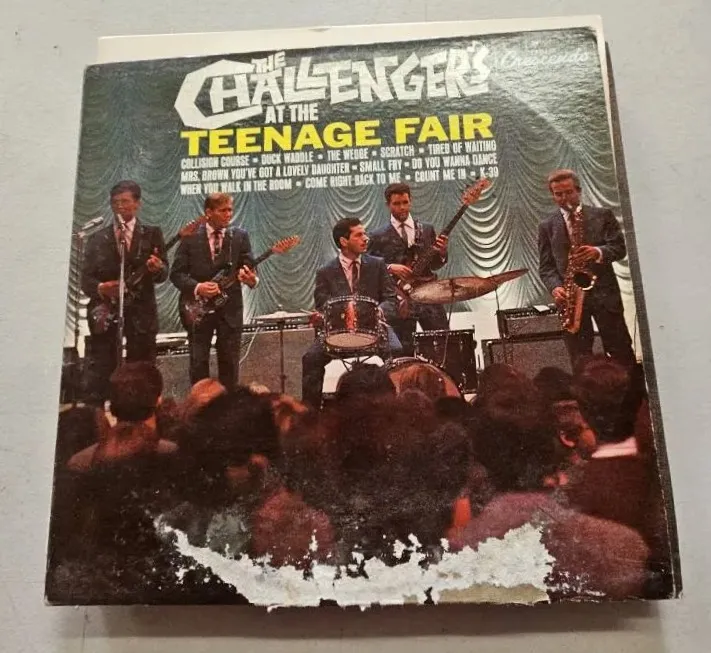 THE
CHALLENGERS
AT THE
TEENAGE FAIR
Crescendo
COLLISION COURSE • DUCK WADDLE • THE WEDGE • SCRATCH • TIRED OF WAITING
MRS. BROWN YOU'VE GOT A LOVELY DAUGHTER • SMALL FRY • DO YOU WANNA DANCE
WHEN YOU WALK IN THE ROOM • COME RIGHT BACK TO ME • COUNT ME IN • K-39